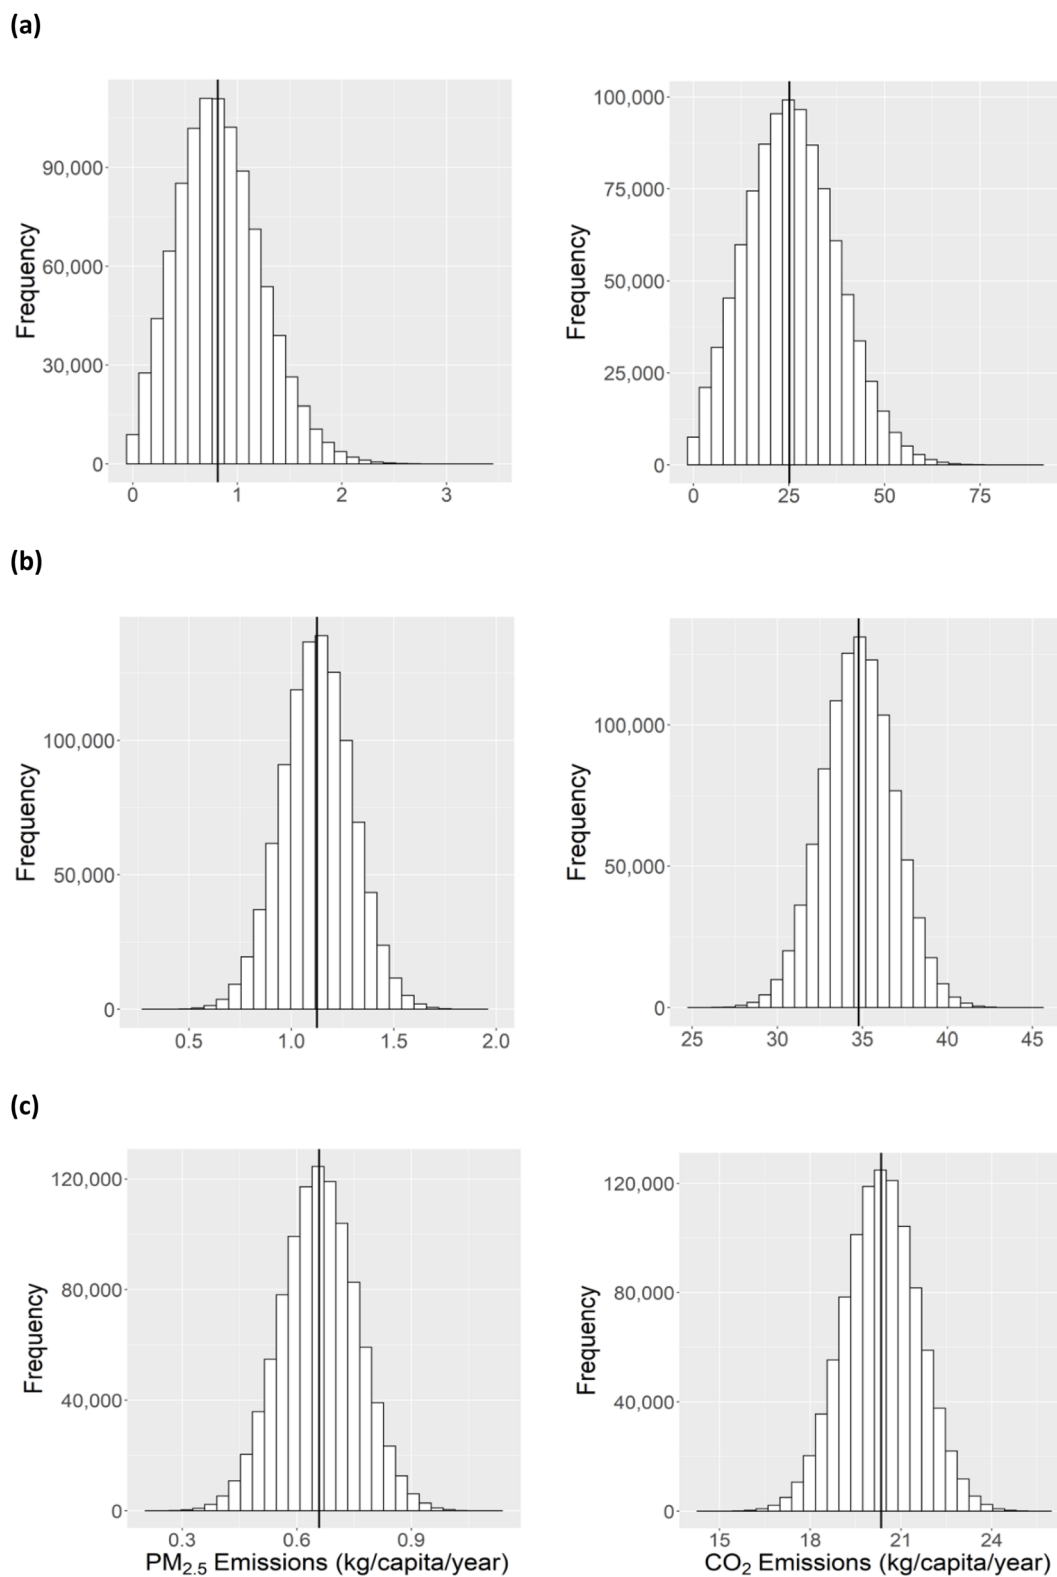 (a)
Frequency
90,000
60,000
30,000
0
0 1 2 3
Frequency
100,000
75,000
50,000
25,000
0
0 25 50 75
(b)
Frequency
100,000
50,000
0
0.5 1.0 1.5 2.0
Frequency
100,000
50,000
0
25 30 35 40 45
(c)
Frequency
120,000
80,000
40,000
0
0.3 0.6 0.9
PM2.5 Emissions (kg/capita/year)
Frequency
120,000
80,000
40,000
0
15 18 21 24
CO2 Emissions (kg/capita/year)